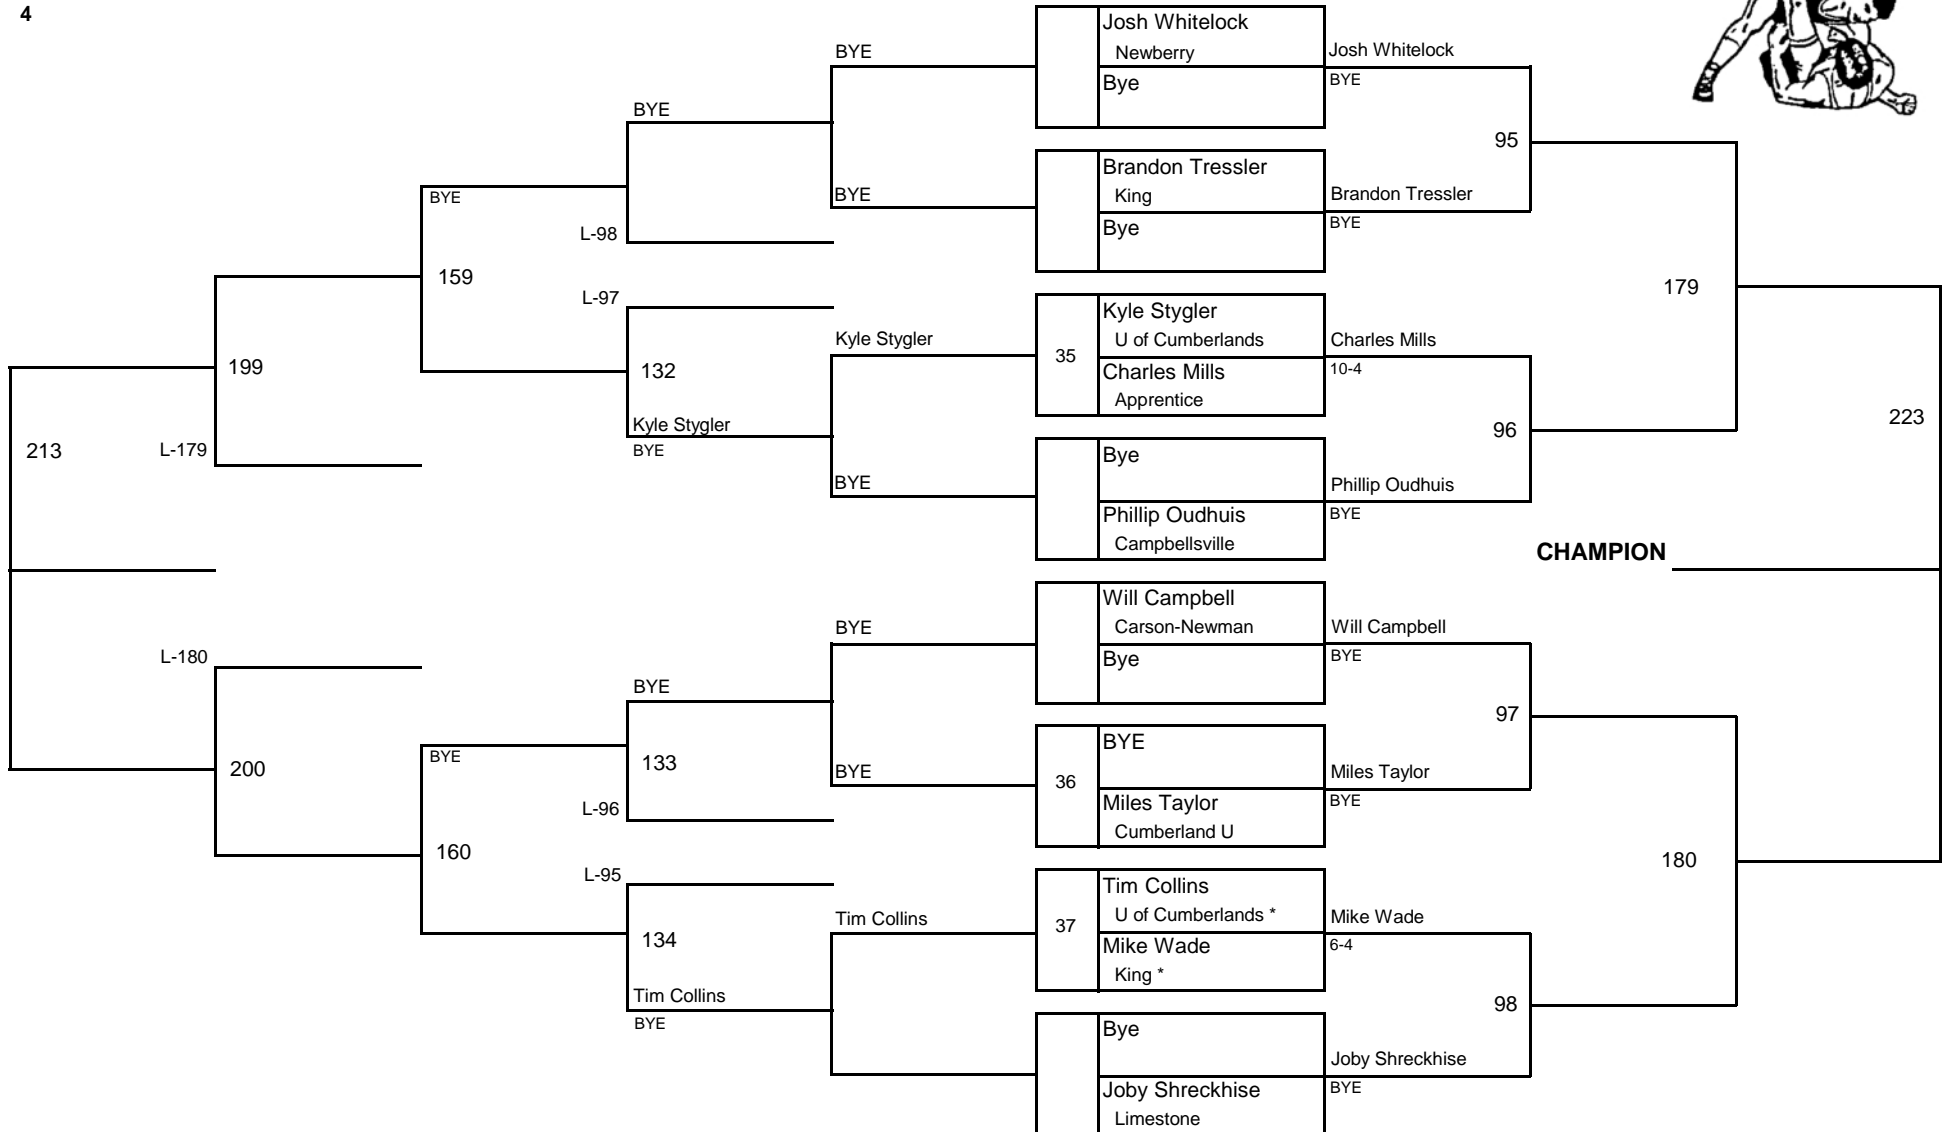 4
Josh Whitelock
BYE
Josh Whitelock
Newberry
BYE
Bye
BYE
95
Brandon Tressler
BYE
BYE
King
Brandon Tressler
BYE
L-98
Bye
159
179
L-97
Kyle Stygler
Kyle Stygler
U of Cumberlands
Charles Mills
35
199
132
Charles Mills
10-4
Apprentice
223
Kyle Stygler
96
213
L-179
BYE
Bye
BYE
Phillip Oudhuis
Phillip Oudhuis
BYE
Campbellsville
CHAMPION
Will Campbell
BYE
Carson-Newman
Will Campbell
L-180
Bye
BYE
BYE
97
BYE
BYE
200
133
BYE
36
Miles Taylor
L-96
Miles Taylor
BYE
Cumberland U
160
180
L-95
Tim Collins
Tim Collins
U of Cumberlands *
Mike Wade
37
134
Mike Wade
6-4
King *
Tim Collins
98
BYE
Bye
Joby Shreckhise
Joby Shreckhise
BYE
Limestone